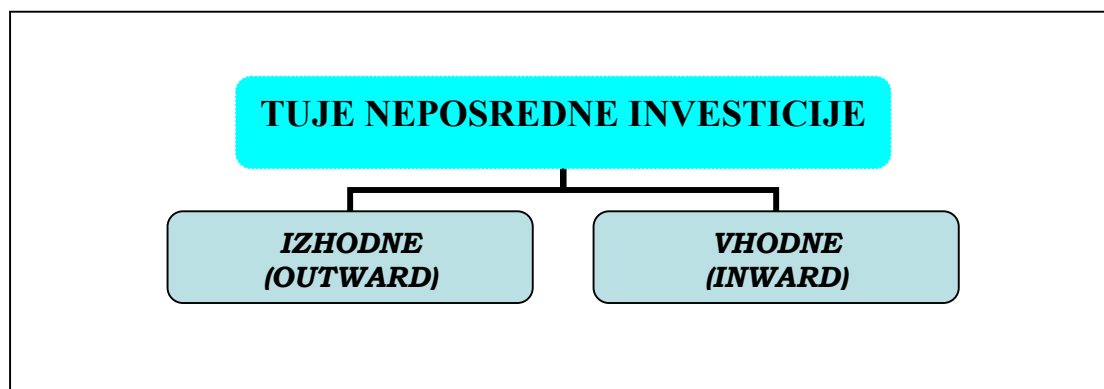 TUJE NEPOSREDNE INVESTICIJE
IZHODNE
(OUTWARD)
VHODNE
(INWARD)